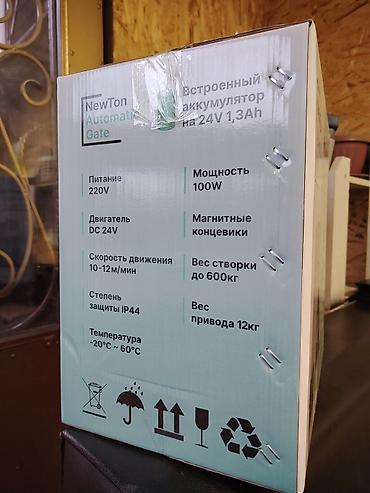 NewTon
Automatic
Gate
Встроенный
аккумулятор
на 24V 1,3Ah
Питание
220V
Мощность
100W
Двигатель
DC 24V
Магнитные
концевики
Скорость движения
10-12м/мин
Вес створки
до 600кг
Степень
защиты IP44
Вес
привода 12кг
Температура
-20°C ~ 60°C